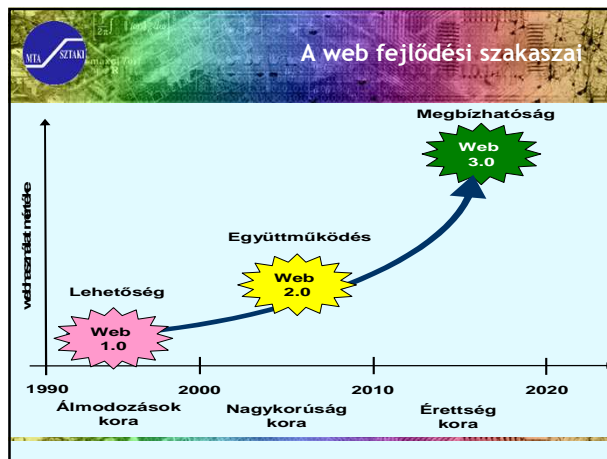 MTA SZTAKI
A web fejlődési szakaszai
Megbízhatóság
Web
3.0
Együttműködés
Web
2.0
Lehetőség
Web
1.0
1990
2000
2010
2020
Álmodozások
kora
Nagykorúság
kora
Érettség
kora